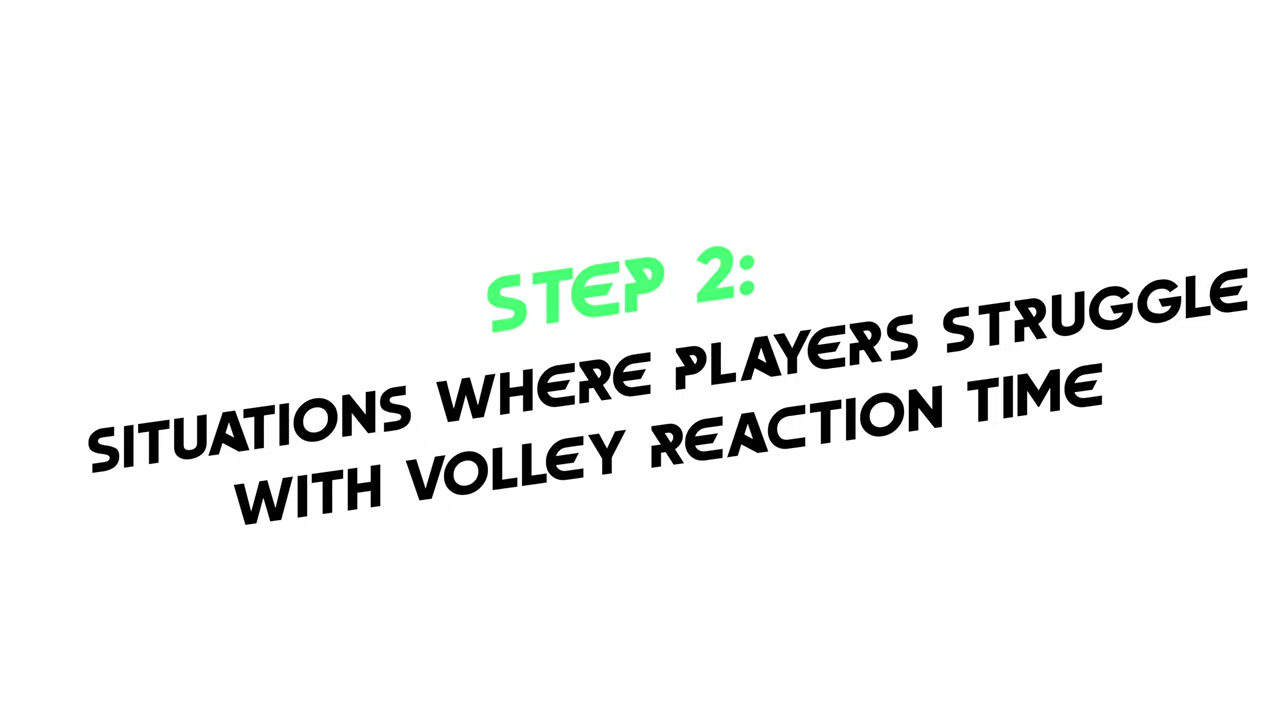 STEP 2:
SITUATIONS WHERE PLAYERS STRUGGLE
WITH VOLLEY REACTION TIME